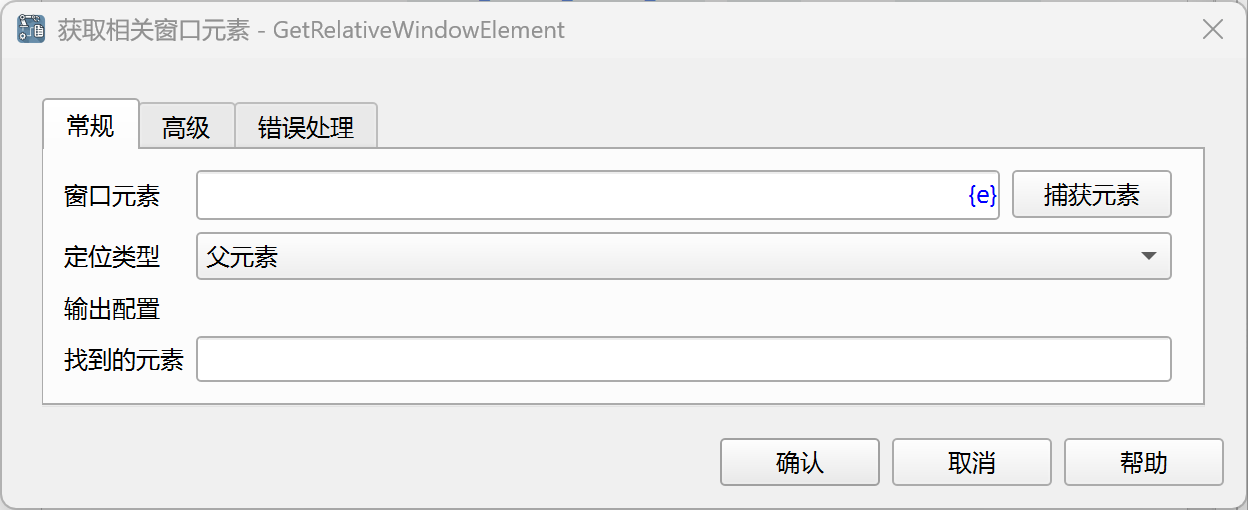 获取相关窗口元素 - GetRelativeWindowElement
常规 高级 错误处理
窗口元素 {e} 捕获元素
定位类型 父元素
输出配置
找到的元素
确认 取消 帮助